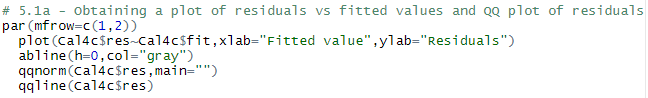 # 5.1a - Obtaining a plot of residuals vs fitted values and QQ plot of residuals
par(mfrow=c(1,2))
plot(Cal4c$res~Cal4c$fit,xlab="Fitted value",ylab="Residuals")
abline(h=0,col="gray")
qqnorm(Cal4c$res,main="")
qqline(Cal4c$res)